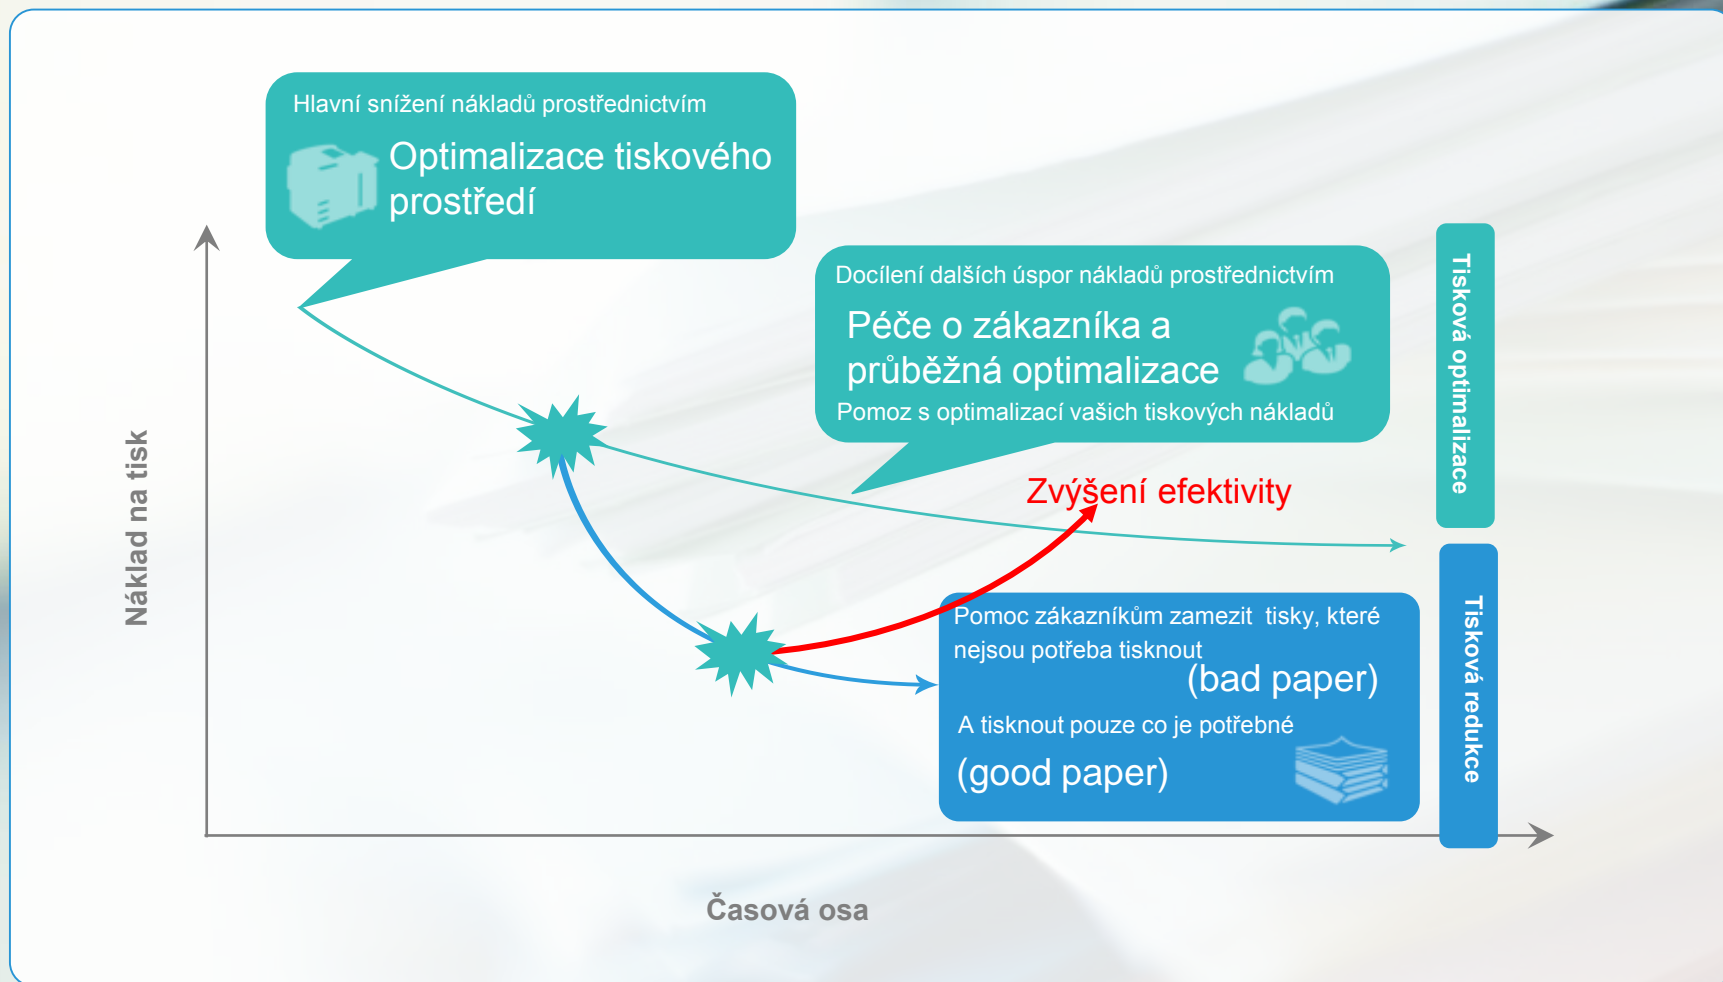 Hlavní snížení nákladů prostřednictvím
Optimalizace tiskového
prostředí
Docílení dalších úspor nákladů prostřednictvím
Péče o zákazníka a
průběžná optimalizace
Pomoz s optimalizací vašich tiskových nákladů
Tisková optimalizace
Zvýšení efektivity
Náklad na tisk
Pomoc zákazníkům zamezit tisky, které
nejsou potřeba tisknout
(bad paper)
A tisknout pouze co je potřebné
(good paper)
Tisková redukce
Časová osa